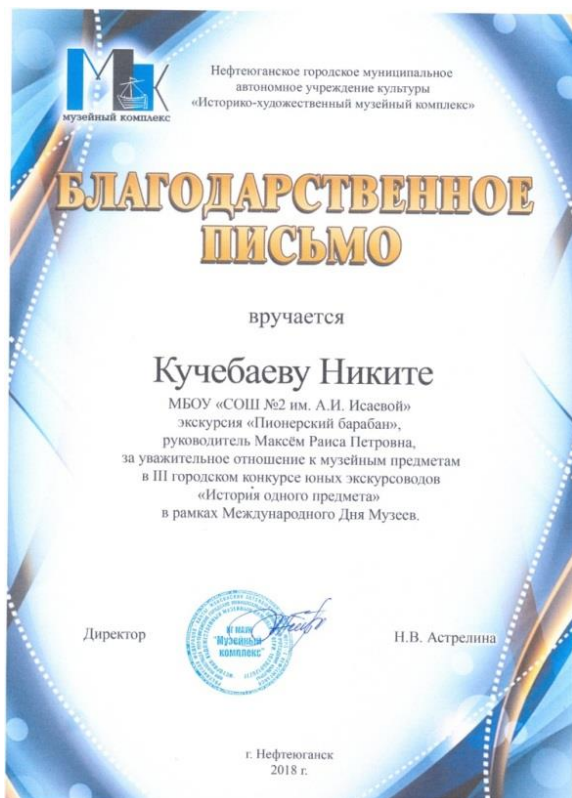 МК
музейный комплекс
Нефтеюганское городское муниципальное
автономное учреждение культуры
«Историко-художественный музейный комплекс»
БЛАГОДАРСТВЕННОЕ
ПИСЬМО
вручается
Кучебаеву Никите
МБОУ «СОШ №2 им. А.И. Исаевой»
экскурсия «Пионерский барабан»,
руководитель Максём Раиса Петровна,
за уважительное отношение к музейным предметам
в III городском конкурсе юных экскурсоводов
«История одного предмета»
в рамках Международного Дня Музеев.
Директор
"Музейный
комплекс"
Н.В. Астрелина
г. Нефтеюганск
2018 г.